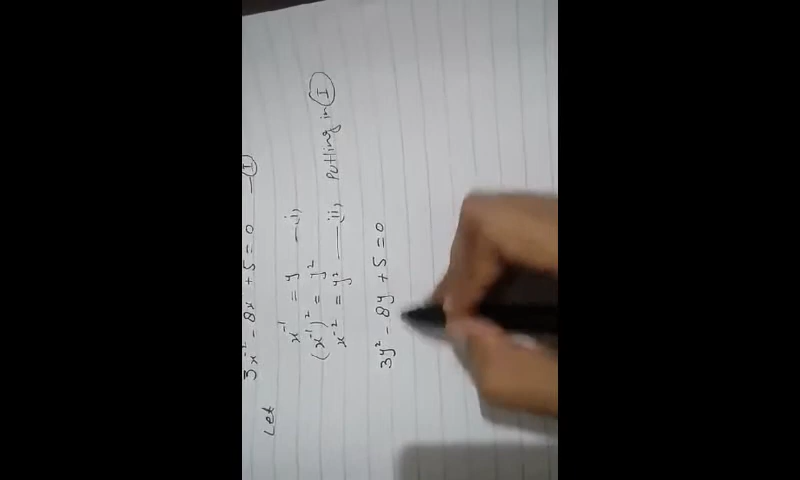 3x⁻² - 8x + 5 = 0 — (I)
Let
x⁻¹ = y — (i)
(x⁻¹)² = y²
x⁻² = y² — (ii) Putting in (I)
3y² - 8y + 5 = 0